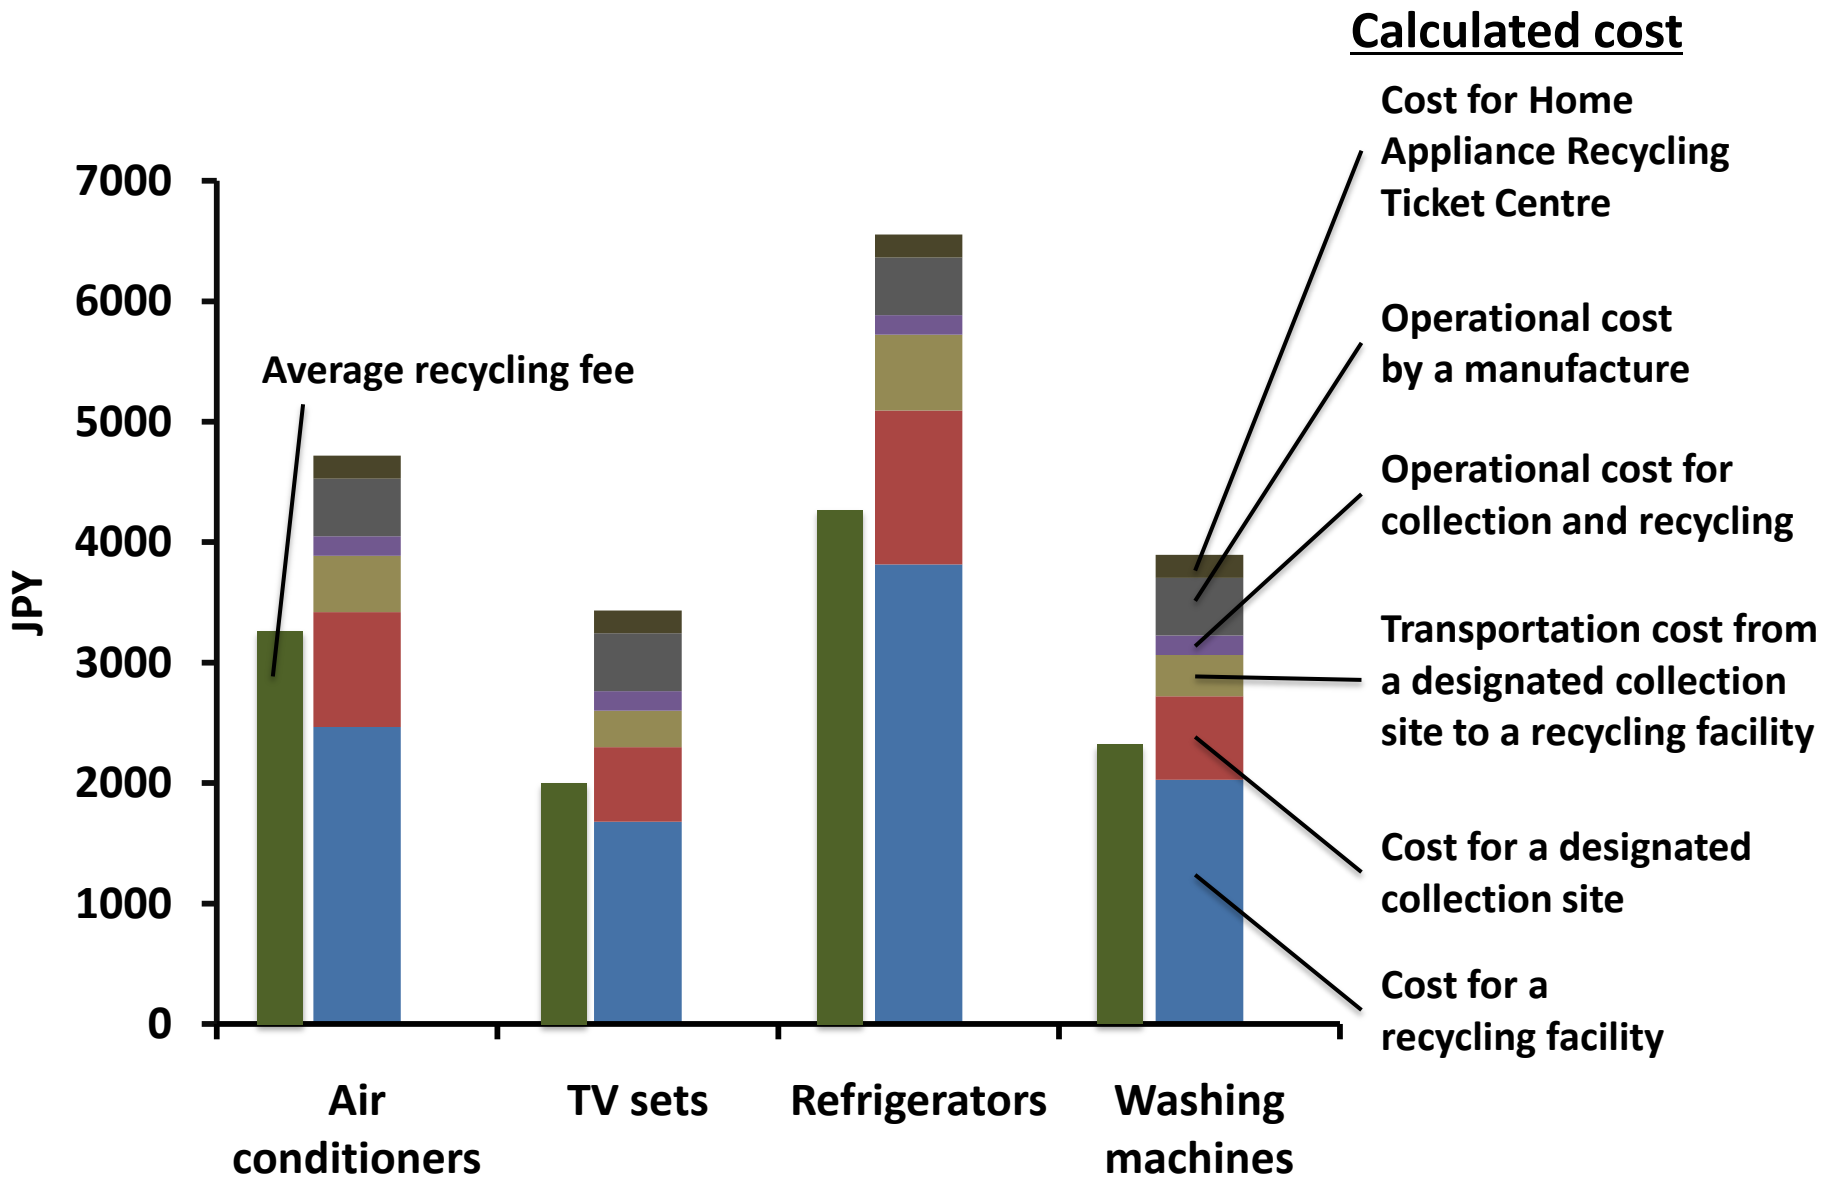 Calculated cost
Cost for Home
Appliance Recycling
Ticket Centre
Operational cost
by a manufacture
Operational cost for
collection and recycling
Transportation cost from
a designated collection
site to a recycling facility
Cost for a designated
collection site
Cost for a
recycling facility
Average recycling fee
JPY
7000
6000
5000
4000
3000
2000
1000
0
Air
conditioners
TV sets
Refrigerators
Washing
machines